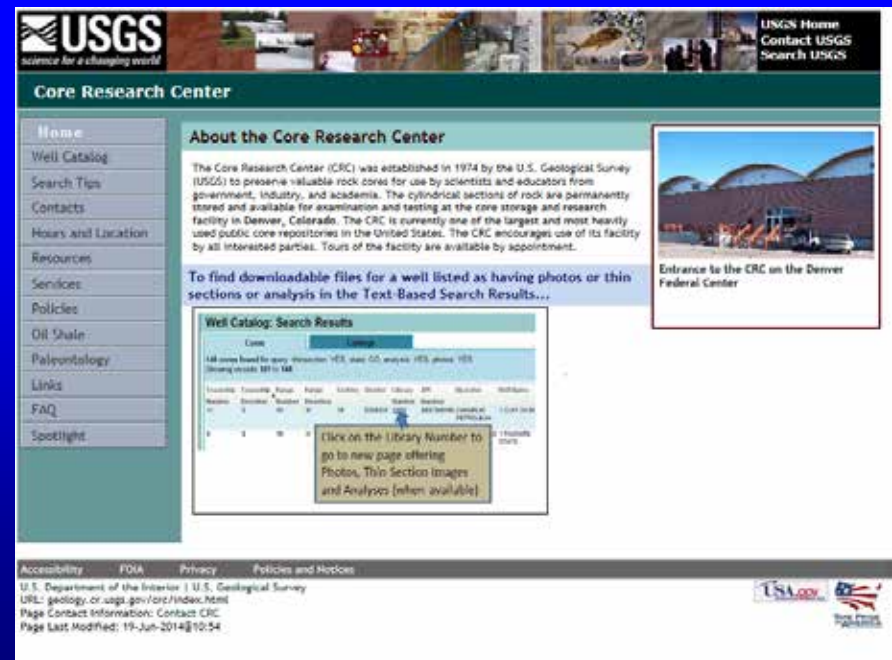 USGS
science for a changing world
USGS Home
Contact USGS
Search USGS
Core Research Center
Home
Well Catalog
Search Tips
Contacts
Hours and Location
Resources
Services
Policies
Oil Shale
Paleontology
Links
FAQ
Spotlight
About the Core Research Center
The Core Research Center (CRC) was established in 1974 by the U.S. Geological Survey
(USGS) to preserve valuable rock cores for use by scientists and educators from
government, industry, and academia. The cylindrical sections of rock are permanently
stored and available for examination and testing at the core storage and research
facility in Denver, Colorado. The CRC is currently one of the largest and most heavily
used public core repositories in the United States. The CRC encourages use of its facility
by all interested parties. Tours of the facility are available by appointment.
To find downloadable files for a well listed as having photos or thin
sections or analysis in the Text-Based Search Results...
Well Catalog: Search Results
Cores
Cuttings
Click on the Library Number to
go to new page offering
Photos, Thin Section Images
and Analyses (when available)
Entrance to the CRC on the Denver
Federal Center
Accessibility FOIA Privacy Policies and Notices
U.S. Department of the Interior | U.S. Geological Survey
URL: geology.cr.usgs.gov/crc/index.html
Page Contact Information: Contact CRC
Page Last Modified: 19-Jun-2014@10:54
USA.gov